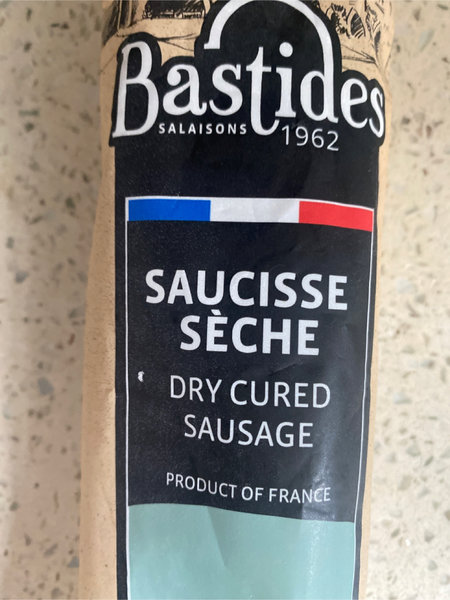 Bastides
SALAISONS 1962
SAUCISSE
SÈCHE
DRY CURED
SAUSAGE
PRODUCT OF FRANCE